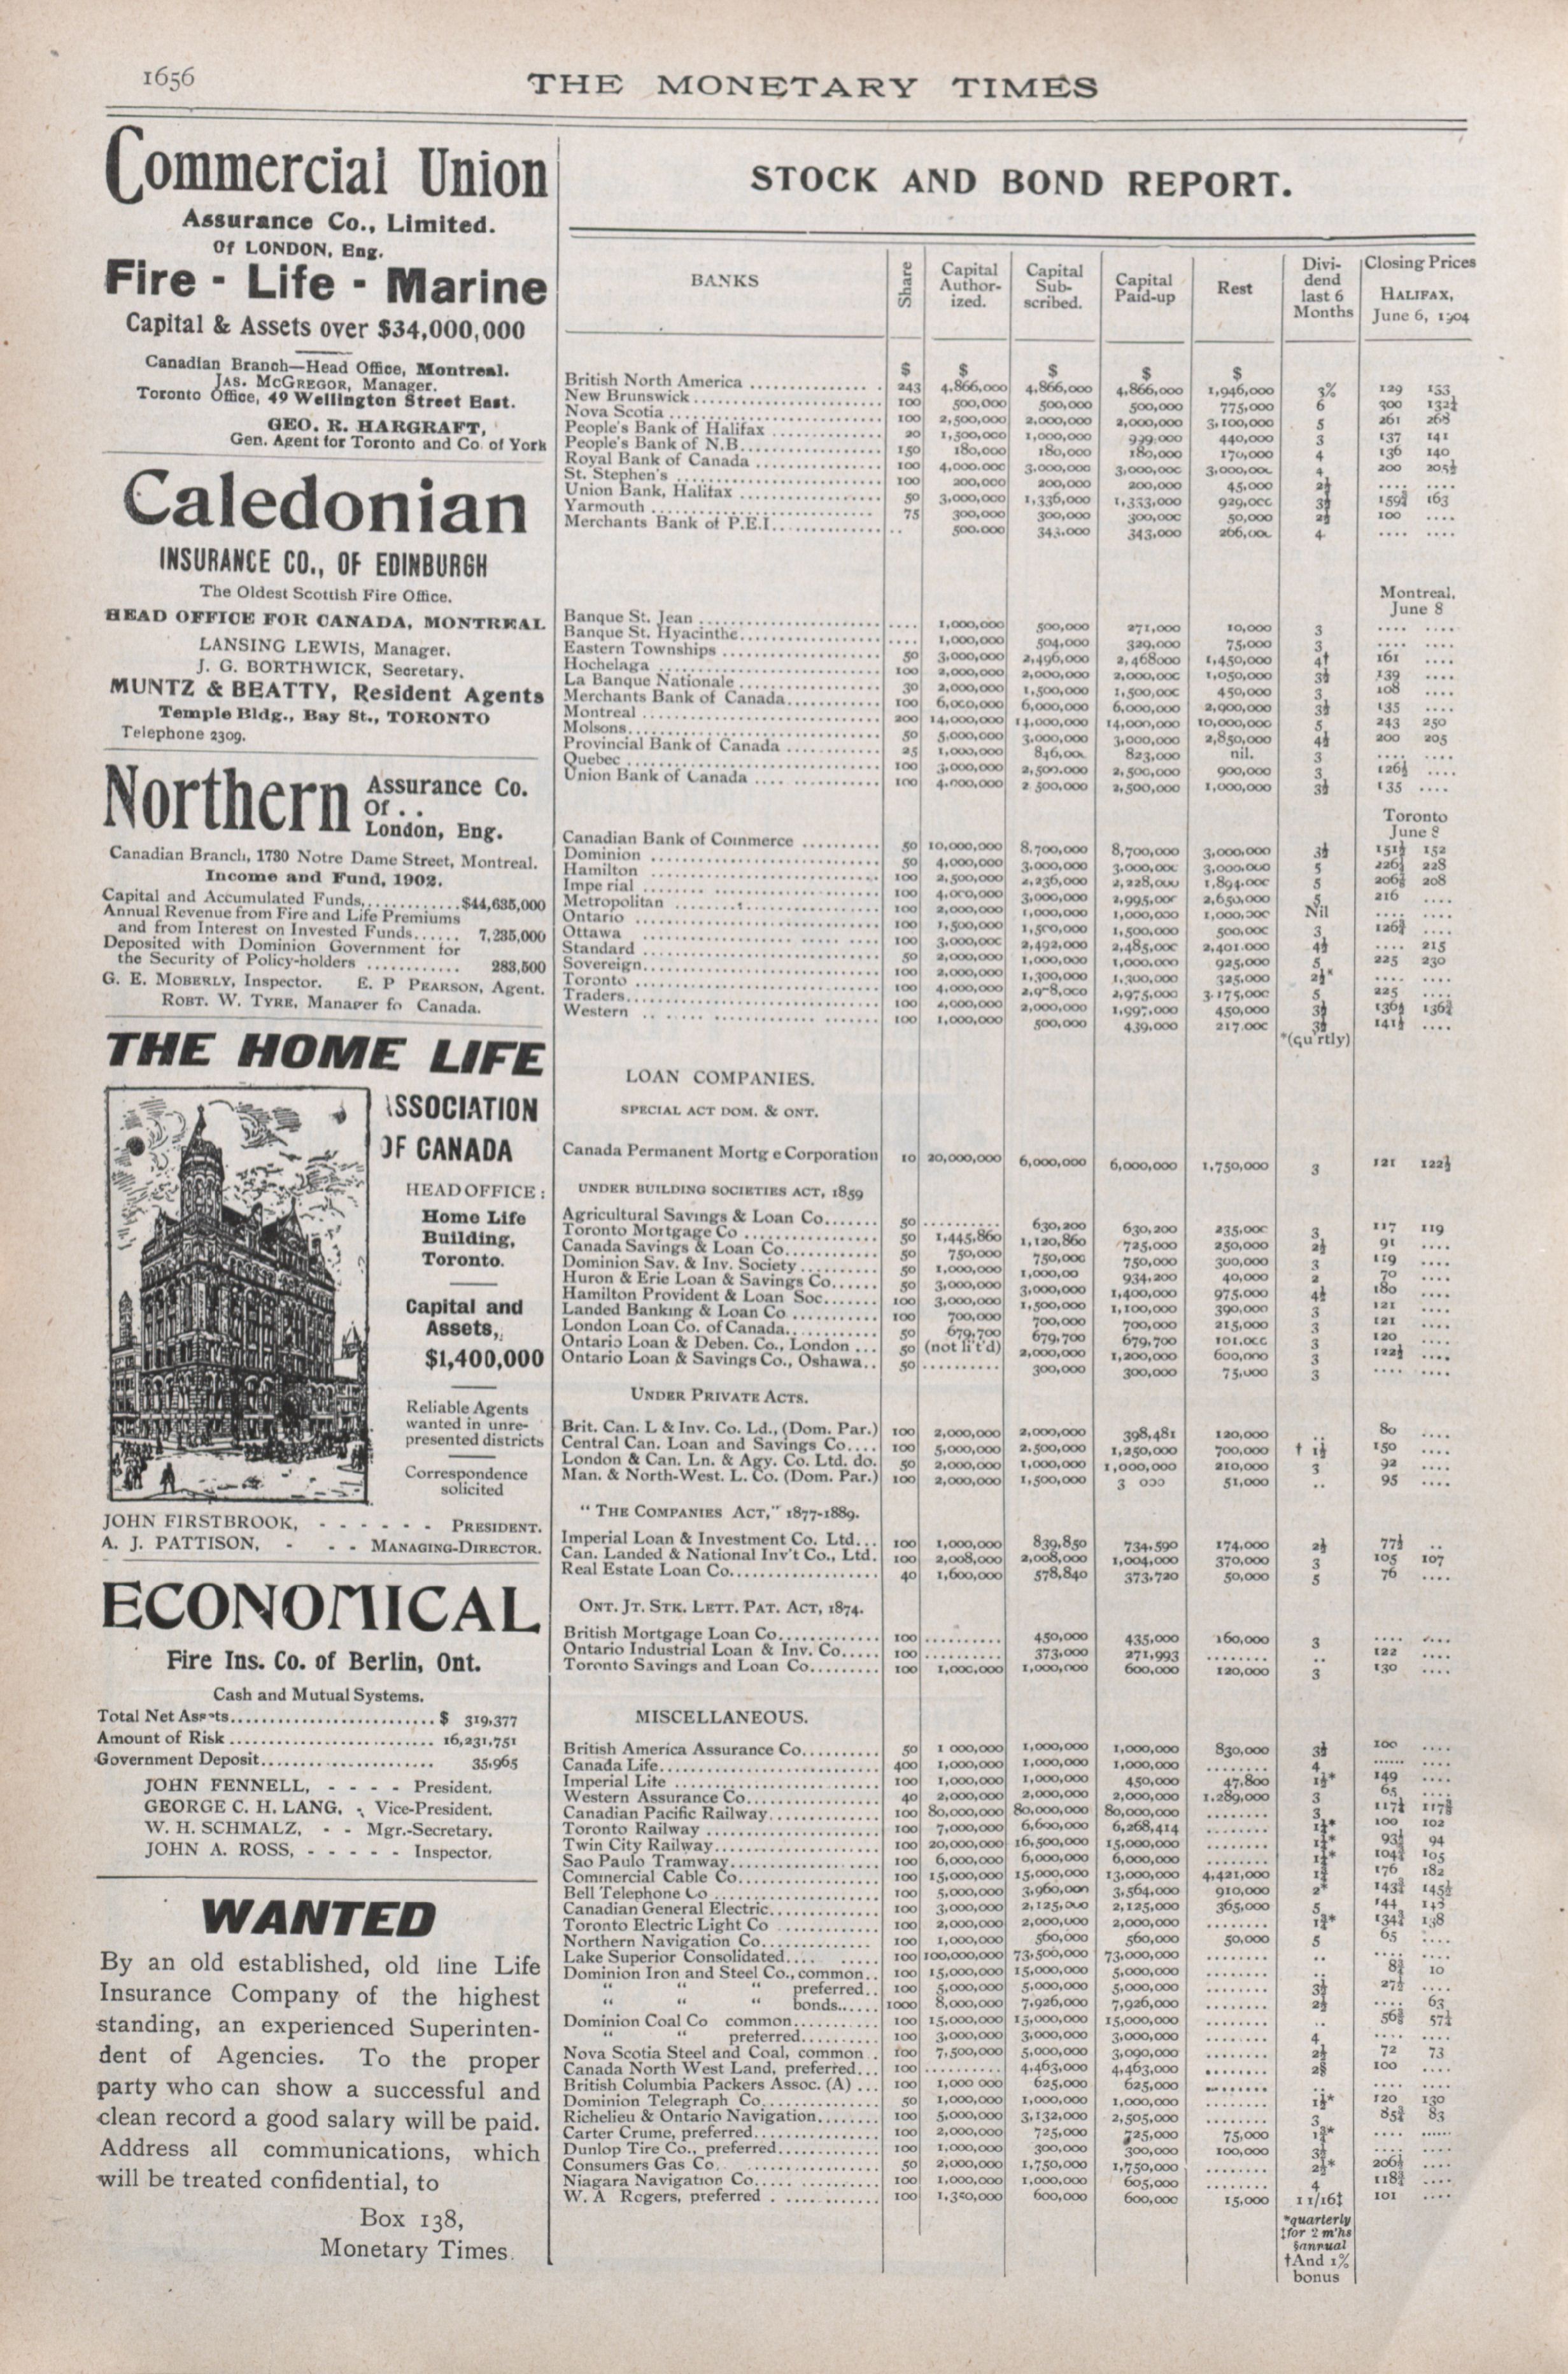 1656
THE MONETARY TIMES
Commercial Union
Assurance Co., Limited.
Of LONDON, Eng.
Fire - Life - Marine
Capital & Assets over $34,000,000
Canadian Branch—Head Office, Montreal.
JAS. MCGREGOR, Manager.
Toronto Office, 49 Wellington Street East.
GEO. R. HARGRAFT,
Gen. Agent for Toronto and Co. of York
Caledonian
INSURANCE CO., OF EDINBURGH
The Oldest Scottish Fire Office.
HEAD OFFICE FOR CANADA, MONTREAL
LANSING LEWIS, Manager.
J. G. BORTHWICK, Secretary.
MUNTZ & BEATTY, Resident Agents
Temple Bldg., Bay St., TORONTO
Telephone 2309.
Northern Assurance Co.
Of . .
London, Eng.
Canadian Branch, 1730 Notre Dame Street, Montreal.
Income and Fund, 1902.
Capital and Accumulated Funds,............$44,635,000
Annual Revenue from Fire and Life Premiums
and from Interest on Invested Funds...... 7,235,000
Deposited with Dominion Government for
the Security of Policy-holders ............ 283,500
G. E. MOBERLY, Inspector. E. P PEARSON, Agent.
ROBT. W. TYRE, Manager fo Canada.
THE HOME LIFE
ASSOCIATION
OF CANADA
HEAD OFFICE:
Home Life
Building,
Toronto.
Capital and
Assets,
$1,400,000
Reliable Agents
wanted in unre-
presented districts
Correspondence
solicited
JOHN FIRSTBROOK, - - - - - - PRESIDENT.
A. J. PATTISON, - - - MANAGING-DIRECTOR.
ECONOMICAL
Fire Ins. Co. of Berlin, Ont.
Cash and Mutual Systems.
Total Net Assets..........................$ 319,377
Amount of Risk .......................... 16,231,751
Government Deposit...................... 35,965
JOHN FENNELL, - - - - President.
GEORGE C. H. LANG, - Vice-President.
W. H. SCHMALZ, - - Mgr.-Secretary.
JOHN A. ROSS, - - - - - Inspector.
WANTED
By an old established, old line Life
Insurance Company of the highest
standing, an experienced Superinten-
dent of Agencies. To the proper
party who can show a successful and
clean record a good salary will be paid.
Address all communications, which
will be treated confidential, to
Box 138,
Monetary Times.
STOCK AND BOND REPORT.
BANKS Share Capital Author-ized. Capital Sub-scribed. Capital Paid-up Rest Divi-dend last 6 Months Closing Prices HALIFAX, June 6, 1904
$ $ $ $ $
British North America 243 4,866,000 4,866,000 4,866,000 1,946,000 3% 129 133
New Brunswick 100 500,000 500,000 500,000 775,000 6 300
Nova Scotia 100 2,500,000 2,000,000 2,000,000 3,100,000 5 261 268
People's Bank of Halifax 20 1,500,000 1,000,000 999,000 440,000 3 137 141
People's Bank of N.B. 150 180,000 180,000 180,000 170,000 4 136 140
Royal Bank of Canada 100 4,000,000 3,000,000 3,000,000 3,000,000 4 200 205½
St. Stephen's 100 200,000 200,000 200,000 45,000 2½ .... ....
Union Bank, Halifax 50 3,000,000 1,336,000 1,333,000 929,000 3½ 159¾ 163
Yarmouth 75 300,000 300,000 300,000 50,000 2½ 100 ....
Merchants Bank of P.E.I. .. 500,000 343,000 343,000 266,000 4 .... ....
Montreal,
June 8
Banque St. Jean .... 1,000,000 500,000 271,000 10,000 3 .... ....
Banque St. Hyacinthe .... 1,000,000 504,000 329,000 75,000 3 .... ....
Eastern Townships 50 3,000,000 2,496,000 2,468000 1,450,000 4† 161 ....
Hochelaga 100 2,000,000 2,000,000 2,000,000 1,050,000 3½ 139 ....
La Banque Nationale 30 2,000,000 1,500,000 1,500,000 450,000 3 108 ....
Merchants Bank of Canada 100 6,000,000 6,000,000 6,000,000 2,900,000 3½ 135 ....
Montreal 200 14,000,000 14,000,000 14,000,000 10,000,000 5 243 250
Molsons 50 5,000,000 3,000,000 3,000,000 2,850,000 4½ 200 205
Provincial Bank of Canada 25 1,000,000 846,000 823,000 nil. 3 .... ....
Quebec 100 3,000,000 2,500,000 2,500,000 900,000 3 126½ ....
Union Bank of Canada 100 4,000,000 2 500,000 2,500,000 1,000,000 3½ 135 ....
Toronto
June 8
Canadian Bank of Commerce 50 10,000,000 8,700,000 8,700,000 3,000,000 3½ 151½ 152
Dominion 50 4,000,000 3,000,000 3,000,000 3,000,000 5 226½ 228
Hamilton 100 2,500,000 2,236,000 2,228,000 1,894,000 5 206½ 208
Impe rial 100 4,000,000 3,000,000 2,995,000 2,650,000 5 216 ....
Metropolitan 100 2,000,000 1,000,000 1,000,000 1,000,000 Nil .... ....
Ontario 100 1,500,000 1,500,000 1,500,000 500,000 3 126¾ ....
Ottawa 100 3,000,000 2,492,000 2,485,000 2,401,000 4½ .... 215
Standard 50 2,000,000 1,000,000 1,000,000 925,000 5 225 230
Sovereign 100 2,000,000 1,300,000 1,300,000 325,000 .... ....
Toronto 100 4,000,000 2,975,000 3,175,000 5 225 ....
Traders 100 2,000,000 1,997,000 450,000 3½ 136½ 136¾
Western 100 1,000,000 500,000 439,000 217,000 3½ 141½ ....
*(qu'rtly)
LOAN COMPANIES.
SPECIAL ACT DOM. & ONT.
Canada Permanent Mortg e Corporation 10 20,000,000 6,000,000 6,000,000 1,750,000 3 121 122½
UNDER BUILDING SOCIETIES ACT, 1859
Agricultural Savings & Loan Co. 50 .......... 630,200 630,200 235,000 3 117 119
Toronto Mortgage Co 50 1,445,860 1,120,860 725,000 250,000 2½ 91 ....
Canada Savings & Loan Co. 50 750,000 750,000 750,000 300,000 3 119 ....
Dominion Sav. & Inv. Society 50 1,000,000 1,000,00 934,200 40,000 2 70 ....
Huron & Erie Loan & Savings Co. 50 3,000,000 3,000,000 1,400,000 975,000 4½ 180 ....
Hamilton Provident & Loan Soc. 100 3,000,000 1,500,000 1,100,000 390,000 3 121 ....
Landed Banking & Loan Co 100 700,000 700,000 700,000 215,000 3 121 ....
London Loan Co. of Canada 50 679,700 679,700 679,700 101,000 3 120 ....
Ontario Loan & Deben. Co., London ... 50 (not li't'd) 2,000,000 1,200,000 600,000 3 122½ ....
Ontario Loan & Savings Co., Oshawa.. 50 .......... 300,000 300,000 75,000 3 .... ....
UNDER PRIVATE ACTS.
Brit. Can. L & Inv. Co. Ld., (Dom. Par.) 100 2,000,000 2,000,000 398,481 120,000 .. 80 ....
Central Can. Loan and Savings Co.... 100 5,000,000 2,500,000 1,250,000 700,000 † 1½ 150 ....
London & Can. Ln. & Agy. Co. Ltd. do. 50 2,000,000 1,000,000 1,000,000 210,000 3 92 ....
Man. & North-West. L. Co. (Dom. Par.) 100 2,000,000 1,500,000 51,000 .. 95 ....
"THE COMPANIES ACT," 1877-1889.
Imperial Loan & Investment Co. Ltd... 100 1,000,000 839,850 734,590 174,000 2½ 77½ ..
Can. Landed & National Inv't Co., Ltd. 100 2,008,000 2,008,000 1,004,000 370,000 3 105 107
Real Estate Loan Co. 40 1,600,000 578,840 373,720 50,000 5 76 ....
ONT. JT. STK. LETT. PAT. ACT, 1874.
British Mortgage Loan Co. 100 .......... 450,000 435,000 160,000 3 .... ....
Ontario Industrial Loan & Inv. Co. 100 .......... 373,000 271,993 ........ .. 122 ....
Toronto Savings and Loan Co. 100 1,000,000 1,000,000 600,000 120,000 3 130 ....
MISCELLANEOUS.
British America Assurance Co. 50 1 000,000 1,000,000 1,000,000 830,000 3½ 100 ....
Canada Life 400 1,000,000 1,000,000 1,000,000 ........ 4 ......
Imperial Life 100 1,000,000 1,000,000 450,000 47,800 149 ....
Western Assurance Co. 40 2,000,000 2,000,000 2,000,000 1,289,000 3 65 ....
Canadian Pacific Railway 100 80,000,000 80,000,000 80,000,000 ........ 3
Toronto Railway 100 7,000,000 6,600,000 6,268,414 ........ 100 102
Twin City Railway 100 20,000,000 16,500,000 15,000,000 ........ 93½ 94
Sao Paulo Tramway 100 6,000,000 6,000,000 6,000,000 ........ 105
Commercial Cable Co. 100 15,000,000 15,000,000 13,000,000 4,421,000 176 182
Bell Telephone Co 100 5,000,000 3,960,000 3,564,000 910,000 2* 143¾ 145½
Canadian General Electric 100 3,000,000 2,125,000 2,125,000 365,000 5 144 145
Toronto Electric Light Co 100 2,000,000 2,000,000 2,000,000 ........ 138
Northern Navigation Co. 100 1,000,000 560,000 560,000 50,000 5 65 ....
Lake Superior Consolidated 100 100,000,000 73,500,000 73,000,000 ........ .. .... ....
Dominion Iron and Steel Co., common.. 100 15,000,000 15,000,000 5,000,000 ........ .. 10
" " " preferred.. 100 5,000,000 5,000,000 5,000,000 ........ 3½ 27½ ....
" " " bonds...... 1000 8,000,000 7,926,000 7,926,000 ........ 2½ .... 63
Dominion Coal Co common 100 15,000,000 15,000,000 15,000,000 ........ ..
" " preferred 100 3,000,000 3,000,000 3,000,000 ........ 4 .... ....
Nova Scotia Steel and Coal, common 100 7,500,000 5,000,000 3,090,000 ........ 2½ 72 73
Canada North West Land, preferred 100 .......... 4,463,000 4,463,000 ........ 100 ....
British Columbia Packers Assoc. (A) 100 1,000 000 625,000 625,000 ........ .. .... ....
Dominion Telegraph Co. 50 1,000,000 1,000,000 1,000,000 ........ 120 130
Richelieu & Ontario Navigation 100 5,000,000 3,132,000 2,505,000 ........ 3 83
Carter Crume, preferred 100 2,000,000 725,000 725,000 75,000 .... ......
Dunlop Tire Co., preferred 100 1,000,000 300,000 300,000 100,000 3½ .... ....
Consumers Gas Co. 50 2,000,000 1,750,000 1,750,000 ........ 2½* 206½ ....
Niagara Navigation Co. 100 1,000,000 1,000,000 605,000 ........ 4 118¾ ....
W. A Rogers, preferred 100 600,000 600,000 15,000 1 1/16‡ 101 ....
*quarterly
‡for 2 m'hs
§annual
†And 1%
bonus